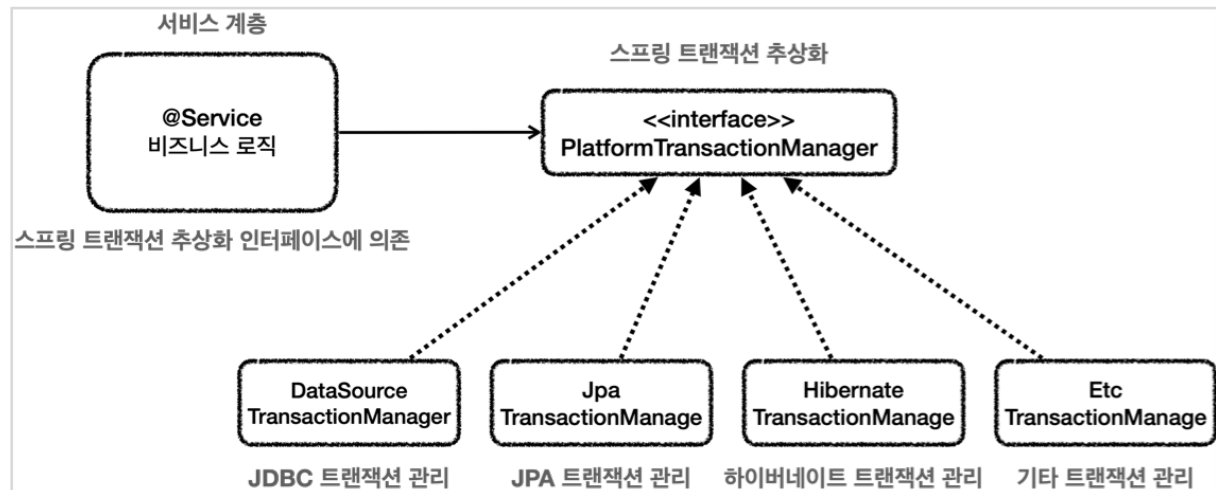 서비스 계층
@Service
비즈니스 로직
스프링 트랜잭션 추상화 인터페이스에 의존
스프링 트랜잭션 추상화
<<interface>>
PlatformTransactionManager
DataSource
TransactionManager
JDBC 트랜잭션 관리
Jpa
TransactionManage
JPA 트랜잭션 관리
Hibernate
TransactionManage
하이버네이트 트랜잭션 관리
Etc
TransactionManage
기타 트랜잭션 관리